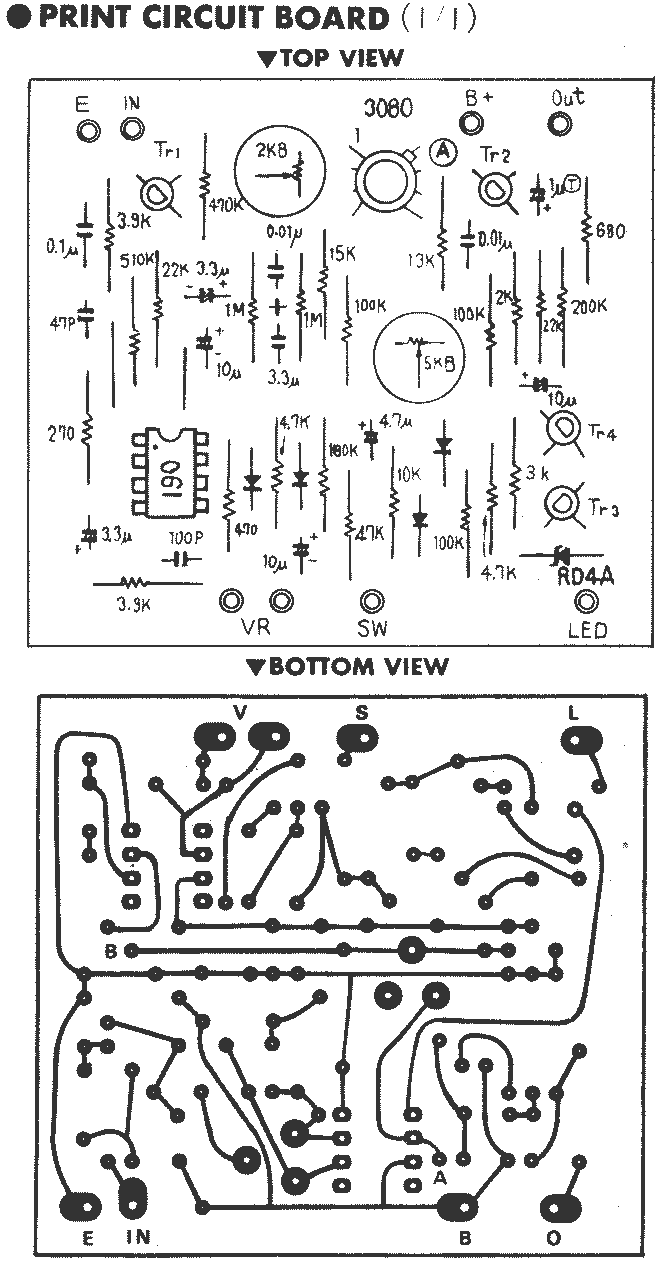 ● PRINT CIRCUIT BOARD (1/1)
▼TOP VIEW
E IN 3080 B+ Out
Tr1 2KB 1 A Tr2 1μ T
470K
3.9K 0.01μ 0.01μ 680
0.1μ 510K 22K 3.3μ 15K 13K
47P 1M 1M 100K 100K 2K 22K 200K
10μ 3.3μ 5KB 10μ
270 4.7K 4.7μ Tr4
190 180K 10K 3k
3.3μ 100P 470 47K 100K Tr3
10μ 4.7K RD4A
3.9K
VR SW LED
▼BOTTOM VIEW
V S L
B
A
E IN B O